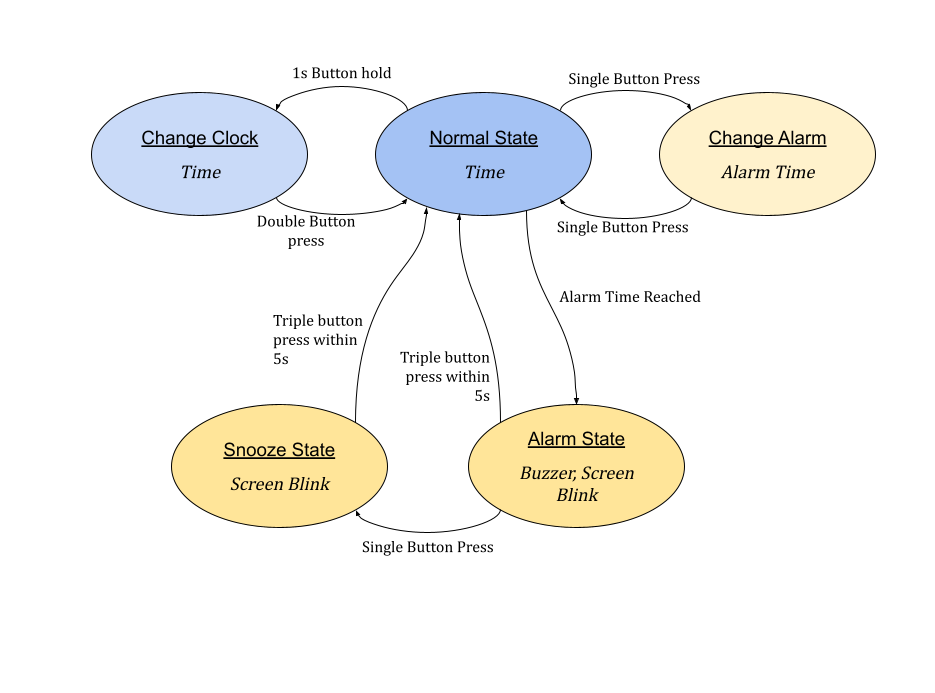 1s Button hold
Single Button Press
Change Clock
Time
Normal State
Time
Change Alarm
Alarm Time
Double Button
press
Single Button Press
Alarm Time Reached
Triple button
press within
5s
Triple button
press within
5s
Snooze State
Screen Blink
Alarm State
Buzzer, Screen
Blink
Single Button Press